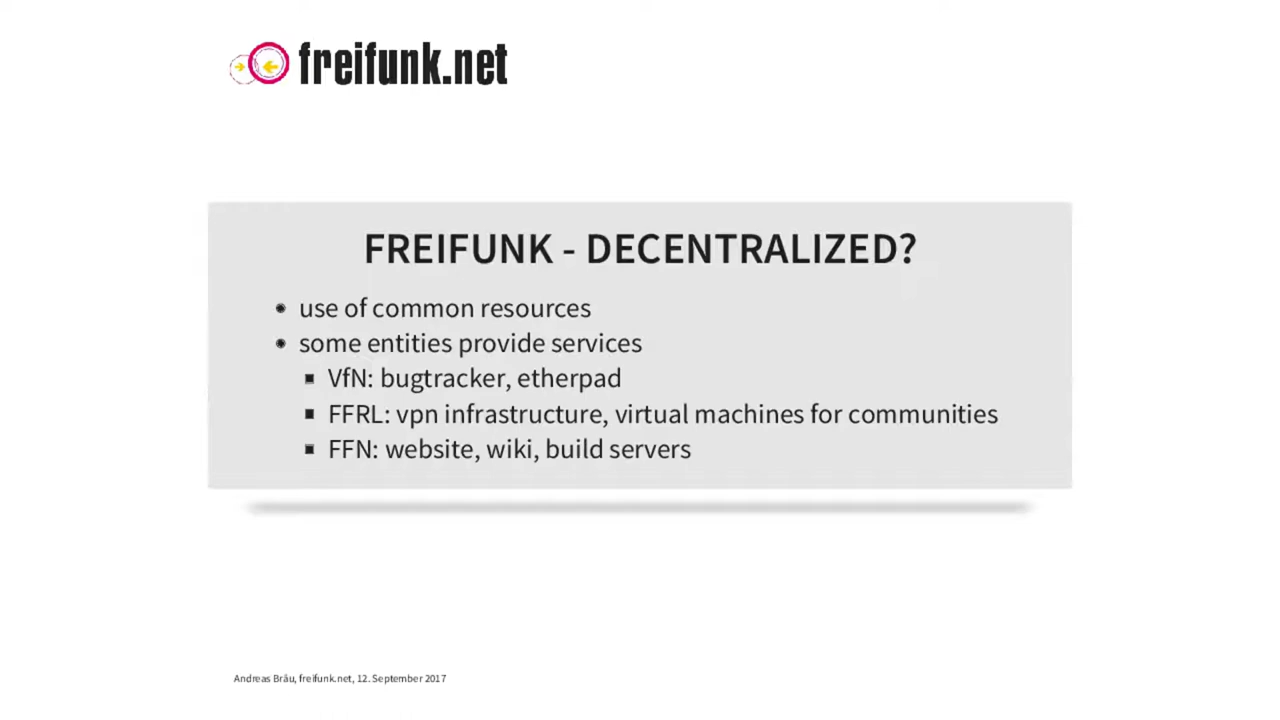 freifunk.net
FREIFUNK - DECENTRALIZED?
• use of common resources
• some entities provide services
▪ VfN: bugtracker, etherpad
▪ FFRL: vpn infrastructure, virtual machines for communities
▪ FFN: website, wiki, build servers
Andreas Bräu, freifunk.net, 12. September 2017